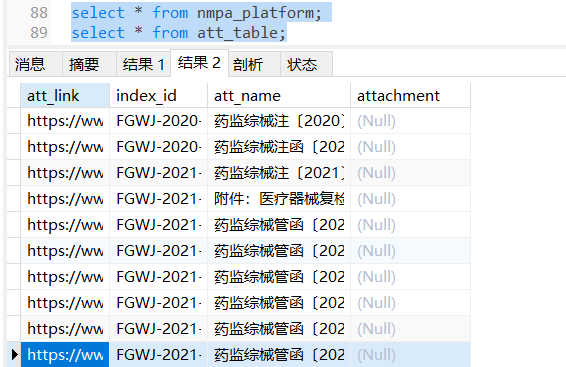 88 select * from nmpa_platform;
89 select * from att_table;
消息 摘要 结果 1 结果 2 剖析 状态
att_link index_id att_name attachment
https://ww FGWJ-2020- 药监综械注〔2020〕 (Null)
https://ww FGWJ-2020- 药监综械注函〔202 (Null)
https://ww FGWJ-2021- 药监综械注〔2021〕 (Null)
https://ww FGWJ-2021- 附件：医疗器械复检 (Null)
https://ww FGWJ-2021- 药监综械管函〔202 (Null)
https://ww FGWJ-2021- 药监综械管函〔202 (Null)
https://ww FGWJ-2021- 药监综械管函〔202 (Null)
https://ww FGWJ-2021- 药监综械管函〔202 (Null)
https://ww FGWJ-2021- 药监综械管函〔202 (Null)
https://ww FGWJ-2021- 药监综械管函〔202 (Null)